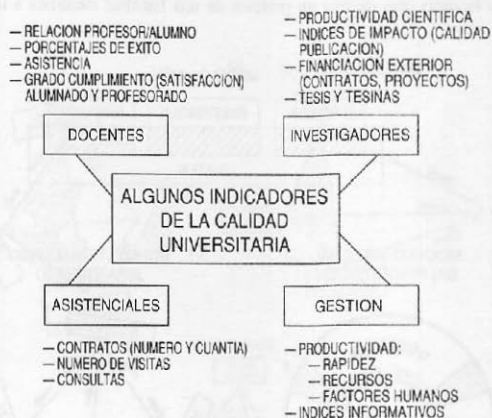 — RELACION PROFESOR/ALUMNO
— PORCENTAJES DE EXITO
— ASISTENCIA
— GRADO CUMPLIMIENTO (SATISFACCION)
ALUMNADO Y PROFESORADO
— PRODUCTIVIDAD CIENTIFICA
— INDICES DE IMPACTO (CALIDAD
PUBLICACION)
— FINANCIACION EXTERIOR
(CONTRATOS, PROYECTOS)
— TESIS Y TESINAS
DOCENTES
INVESTIGADORES
ALGUNOS INDICADORES
DE LA CALIDAD
UNIVERSITARIA
ASISTENCIALES
GESTION
— CONTRATOS (NUMERO Y CUANTIA)
— NUMERO DE VISITAS
— CONSULTAS
— PRODUCTIVIDAD:
— RAPIDEZ
— RECURSOS
— FACTORES HUMANOS
— INDICES INFORMATIVOS